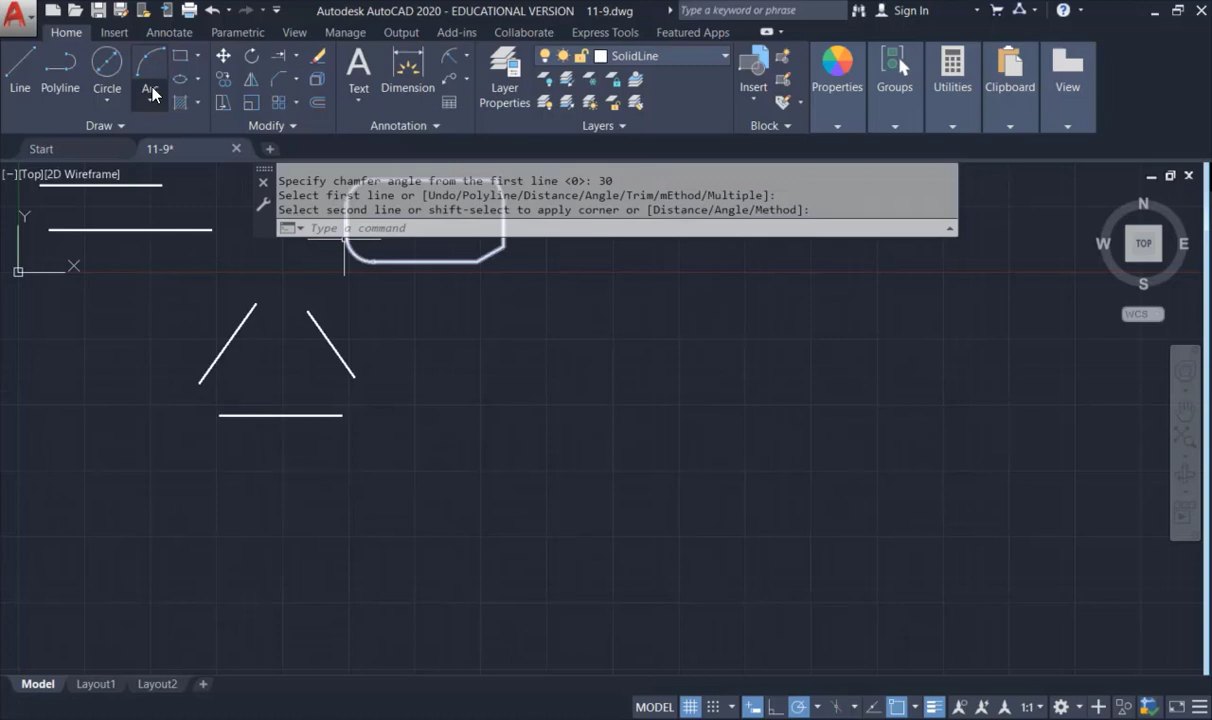 Autodesk AutoCAD 2020 - EDUCATIONAL VERSION 11-9.dwg
Type a keyword or phrase
Sign In
Home Insert Annotate Parametric View Manage Output Add-ins Collaborate Express Tools Featured Apps
SolidLine
Line Polyline Circle Arc
Text Dimension
Layer
Properties
Insert Properties Groups Utilities Clipboard View
Draw Modify Annotation Layers Block
Start 11-9*
[−][Top][2D Wireframe]
Specify chamfer angle from the first line <0>: 30
Select first line or [Undo/Polyline/Distance/Angle/Trim/mEthod/Multiple]:
Select second line or shift-select to apply corner or [Distance/Angle/Method]:
Type a command
Y
X
N
W TOP E
S
WCS
Model Layout1 Layout2
MODEL 1:1